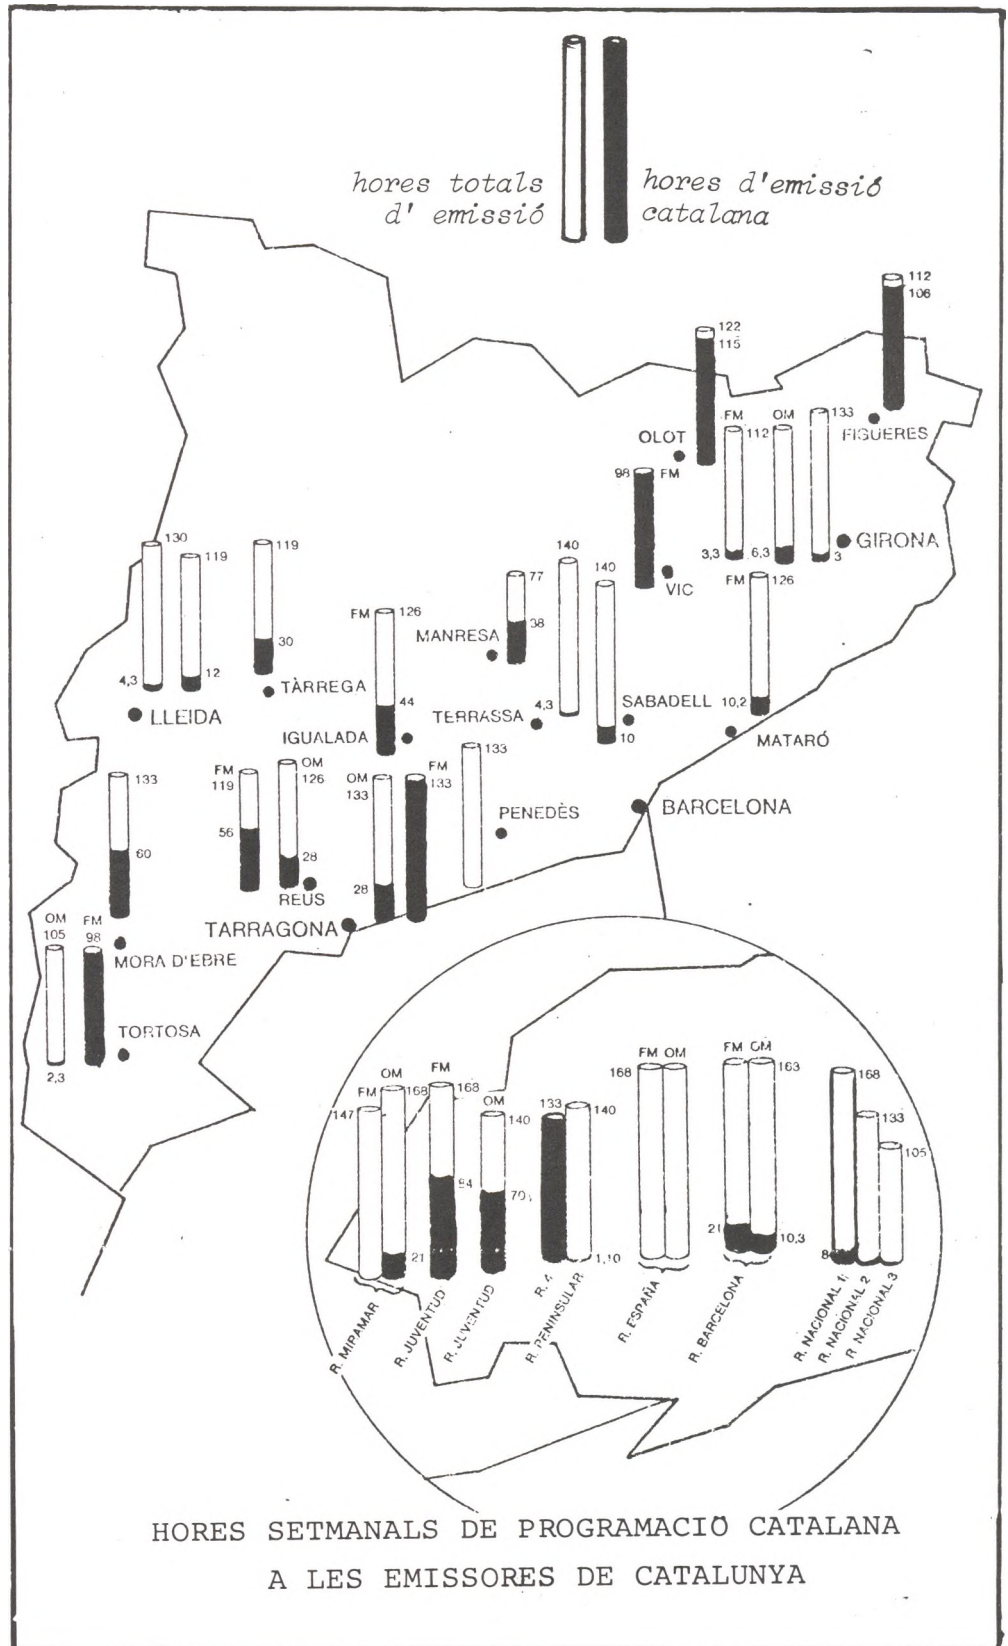 hores totals
d' emissió
hores d'emissió
catalana
112
106
FIGUERES
122
115
OLOT
FM
112
3,3
OM
6,3
133
3
GIRONA
98 FM
VIC
130
4,3
119
12
LLEIDA
119
30
TÀRREGA
FM 126
44
IGUALADA
77
38
MANRESA
140
4,3
TERRASSA
140
10
SABADELL
FM 126
10,2
MATARÓ
BARCELONA
133
PENEDÈS
133
60
MORA D'EBRE
FM
119
56
OM
126
28
REUS
OM
133
28
FM
133
TARRAGONA
OM
105
2,3
FM
98
TORTOSA
FM
147
OM
168
21
R. MIRAMAR
FM
168
84
R. JUVENTUD
OM
140
70
R. JUVENTUD
133
R. 4
140
1,10
R. PENINSULAR
FM OM
168
R. ESPAÑA
FM OM
163
21
10,3
R. BARCELONA
168
8
R. NACIONAL 1
133
R. NACIONAL 2
105
R NACIONAL 3
HORES SETMANALS DE PROGRAMACIÓ CATALANA
A LES EMISSORES DE CATALUNYA